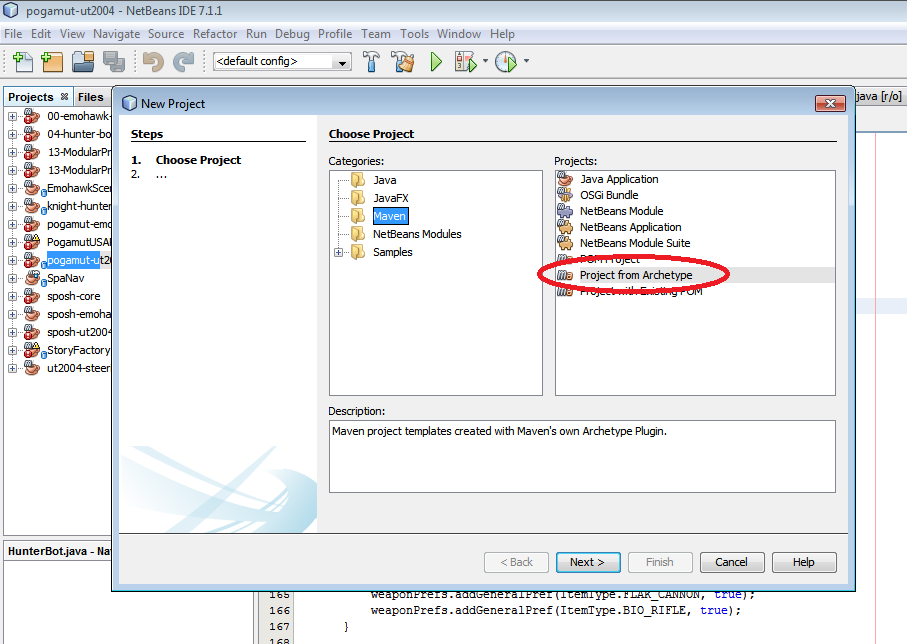 pogamut-ut2004 - NetBeans IDE 7.1.1
File Edit View Navigate Source Refactor Run Debug Profile Team Tools Window Help
<default config>
Projects Files
java [r/o]
00-emohawk-
04-hunter-bo
13-ModularPr
13-ModularPr
EmohawkScen
knight-hunter
pogamut-emo
PogamutUSAR
pogamut-ut20
SpaNav
sposh-core
sposh-emoha
sposh-ut2004
StoryFactory
ut2004-steer
New Project
Steps
1. Choose Project
2. ...
Choose Project
Categories:
Java
JavaFX
Maven
NetBeans Modules
Samples
Projects:
Java Application
OSGi Bundle
NetBeans Module
NetBeans Application
NetBeans Module Suite
POM Project
Project from Archetype
Project with Existing POM
Description:
Maven project templates created with Maven's own Archetype Plugin.
< Back Next > Finish Cancel Help
HunterBot.java - Nav
165 weaponPrefs.addGeneralPref(ItemType.FLAK_CANNON, true);
166 weaponPrefs.addGeneralPref(ItemType.BIO_RIFLE, true);
167 }
168